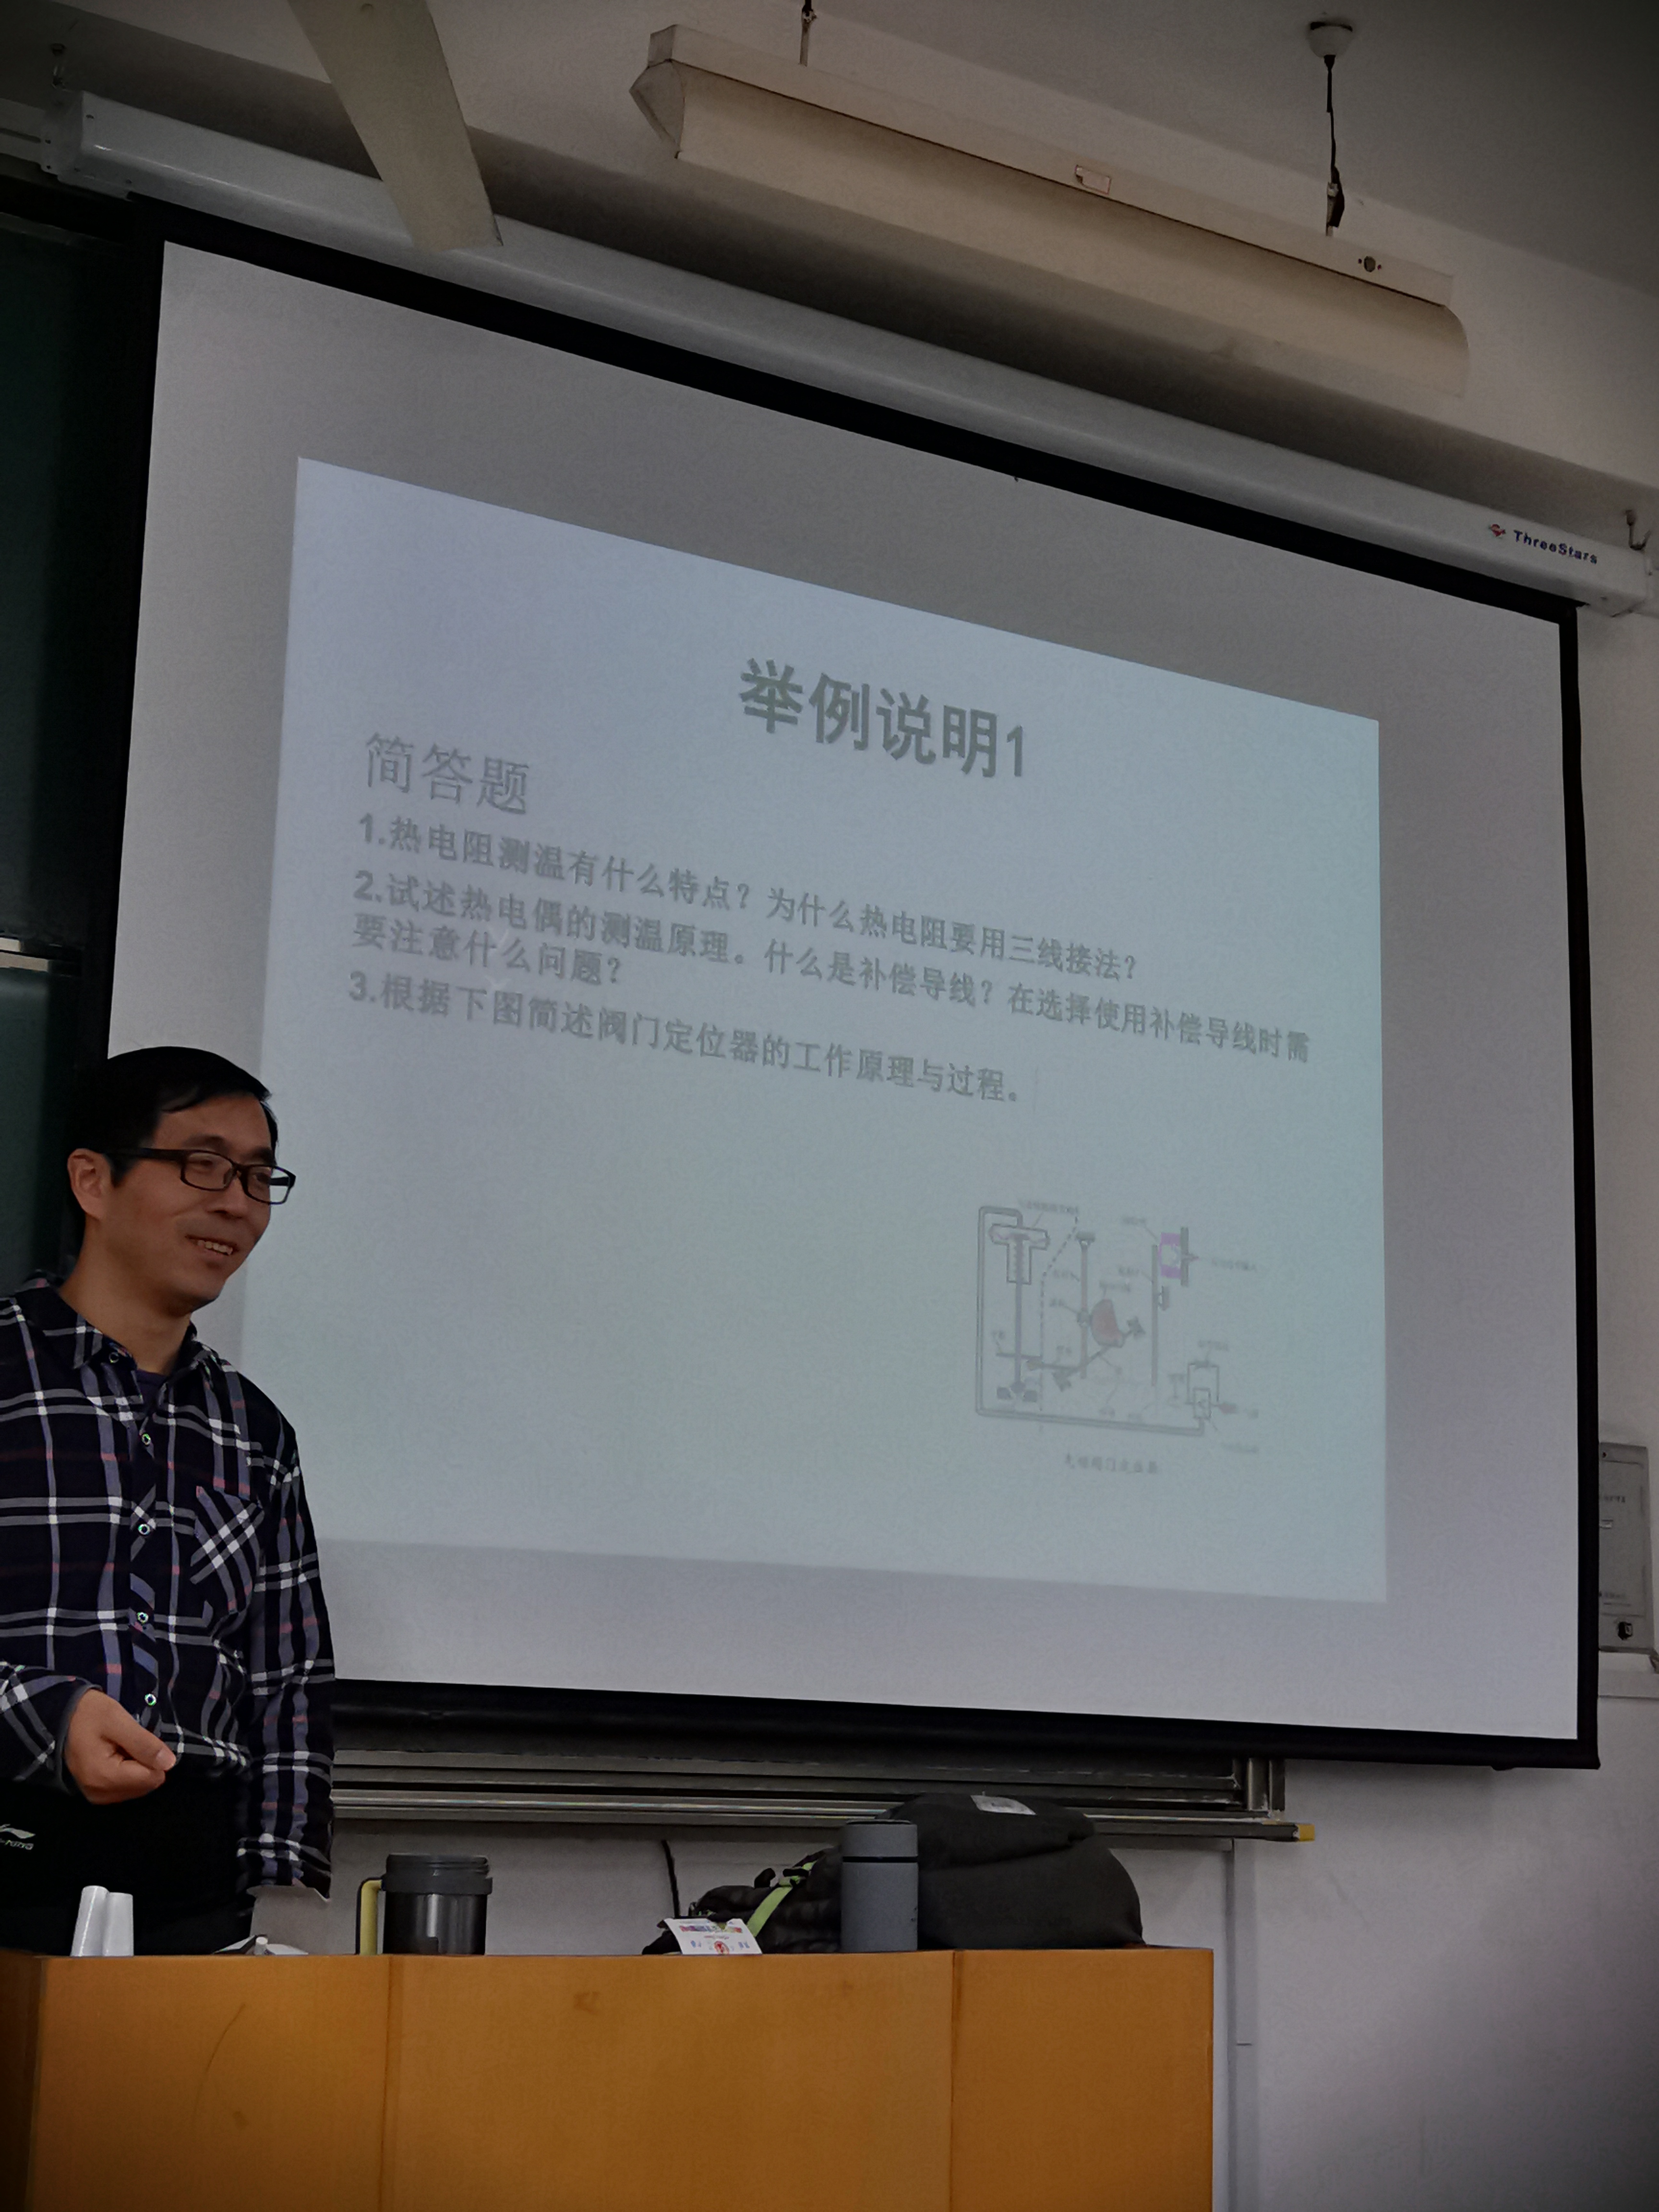 ThreeStars
举例说明1
简答题
1.热电阻测温有什么特点？为什么热电阻要用三线接法？
2.试述热电偶的测温原理。什么是补偿导线？在选择使用补偿导线时需
要注意什么问题？
3.根据下图简述阀门定位器的工作原理与过程。